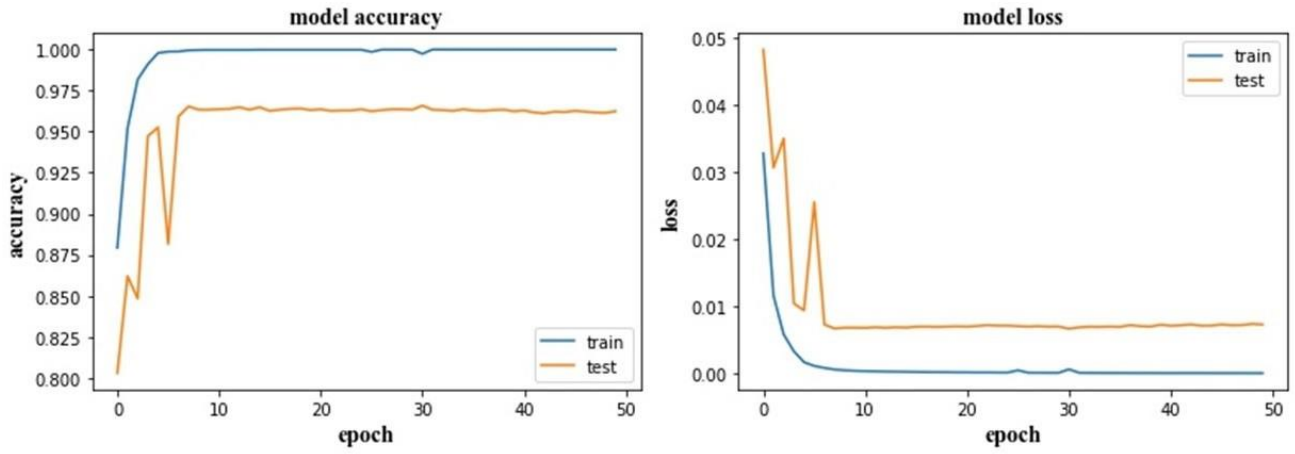 model accuracy
1.000
0.975
0.950
0.925
0.900
0.875
0.850
0.825
0.800
accuracy
0 10 20 30 40 50
epoch
train
test
model loss
0.05
0.04
0.03
0.02
0.01
0.00
loss
0 10 20 30 40 50
epoch
train
test